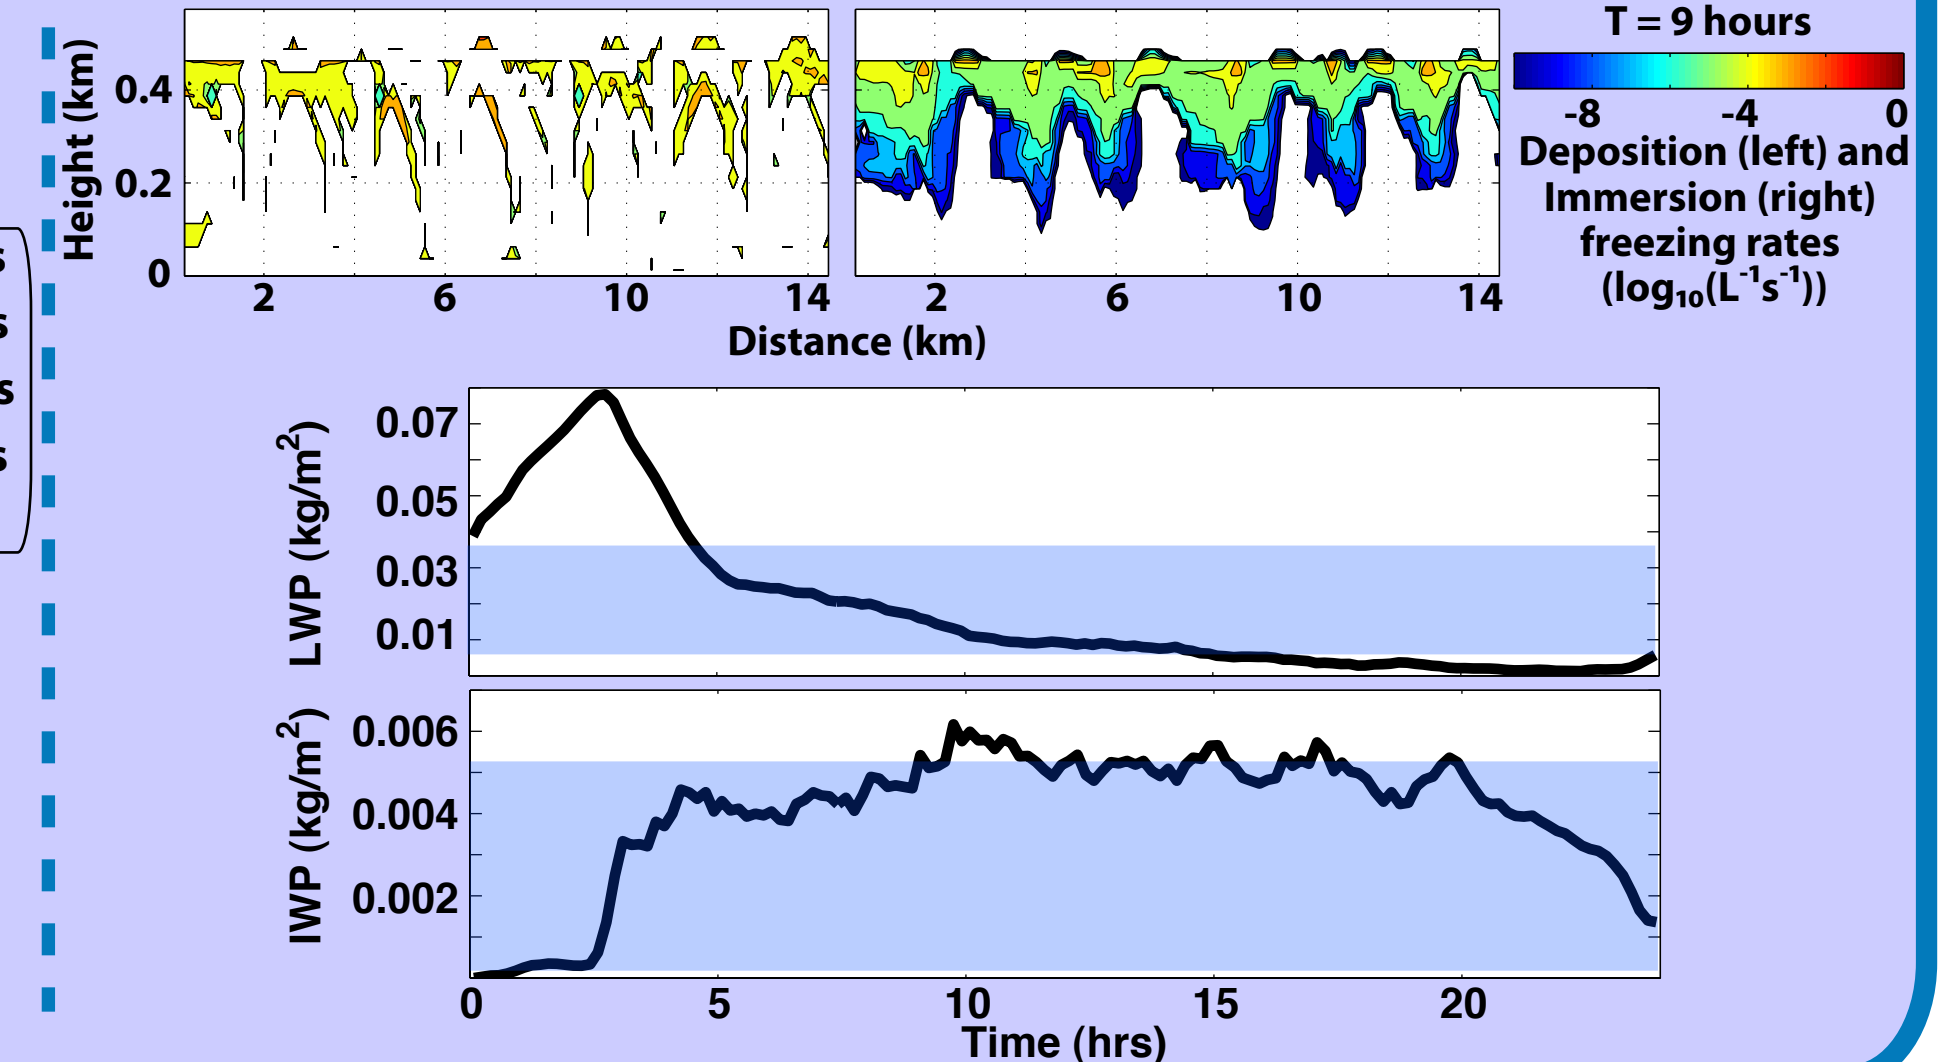 T = 9 hours
Height (km)
0.4
0.2
0
2 6 10 14
2 6 10 14
Distance (km)
-8 -4 0
Deposition (left) and
Immersion (right)
freezing rates
(log₁₀(L⁻¹s⁻¹))
s
s
s
s
LWP (kg/m²)
0.07
0.05
0.03
0.01
IWP (kg/m²)
0.006
0.004
0.002
0 5 10 15 20
Time (hrs)